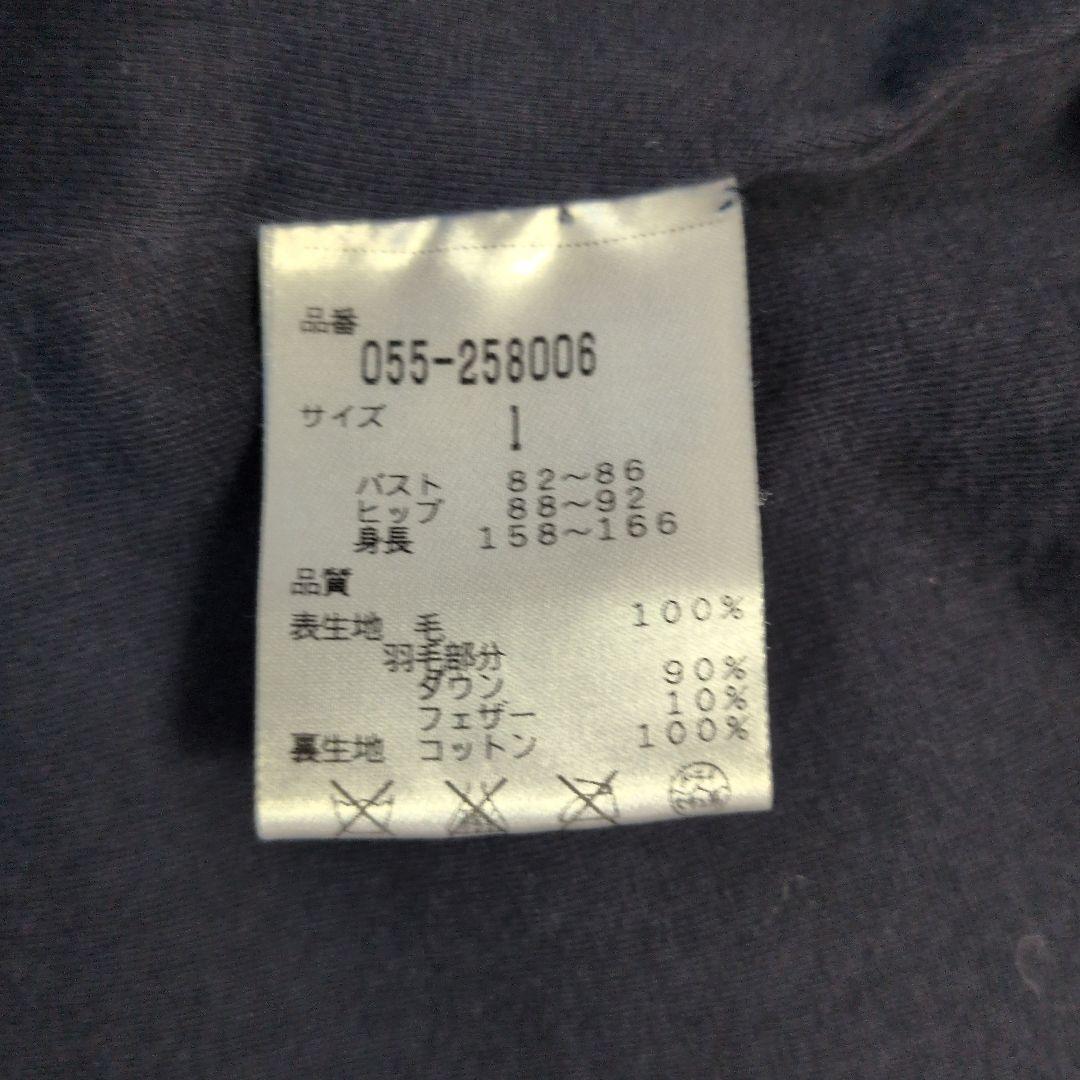 品番
055-258006
サイズ 1
バスト 82～86
ヒップ 88～92
身長 158～166
品質
表生地 毛 100%
羽毛部分
ダウン 90%
フェザー 10%
裏生地 コットン 100%